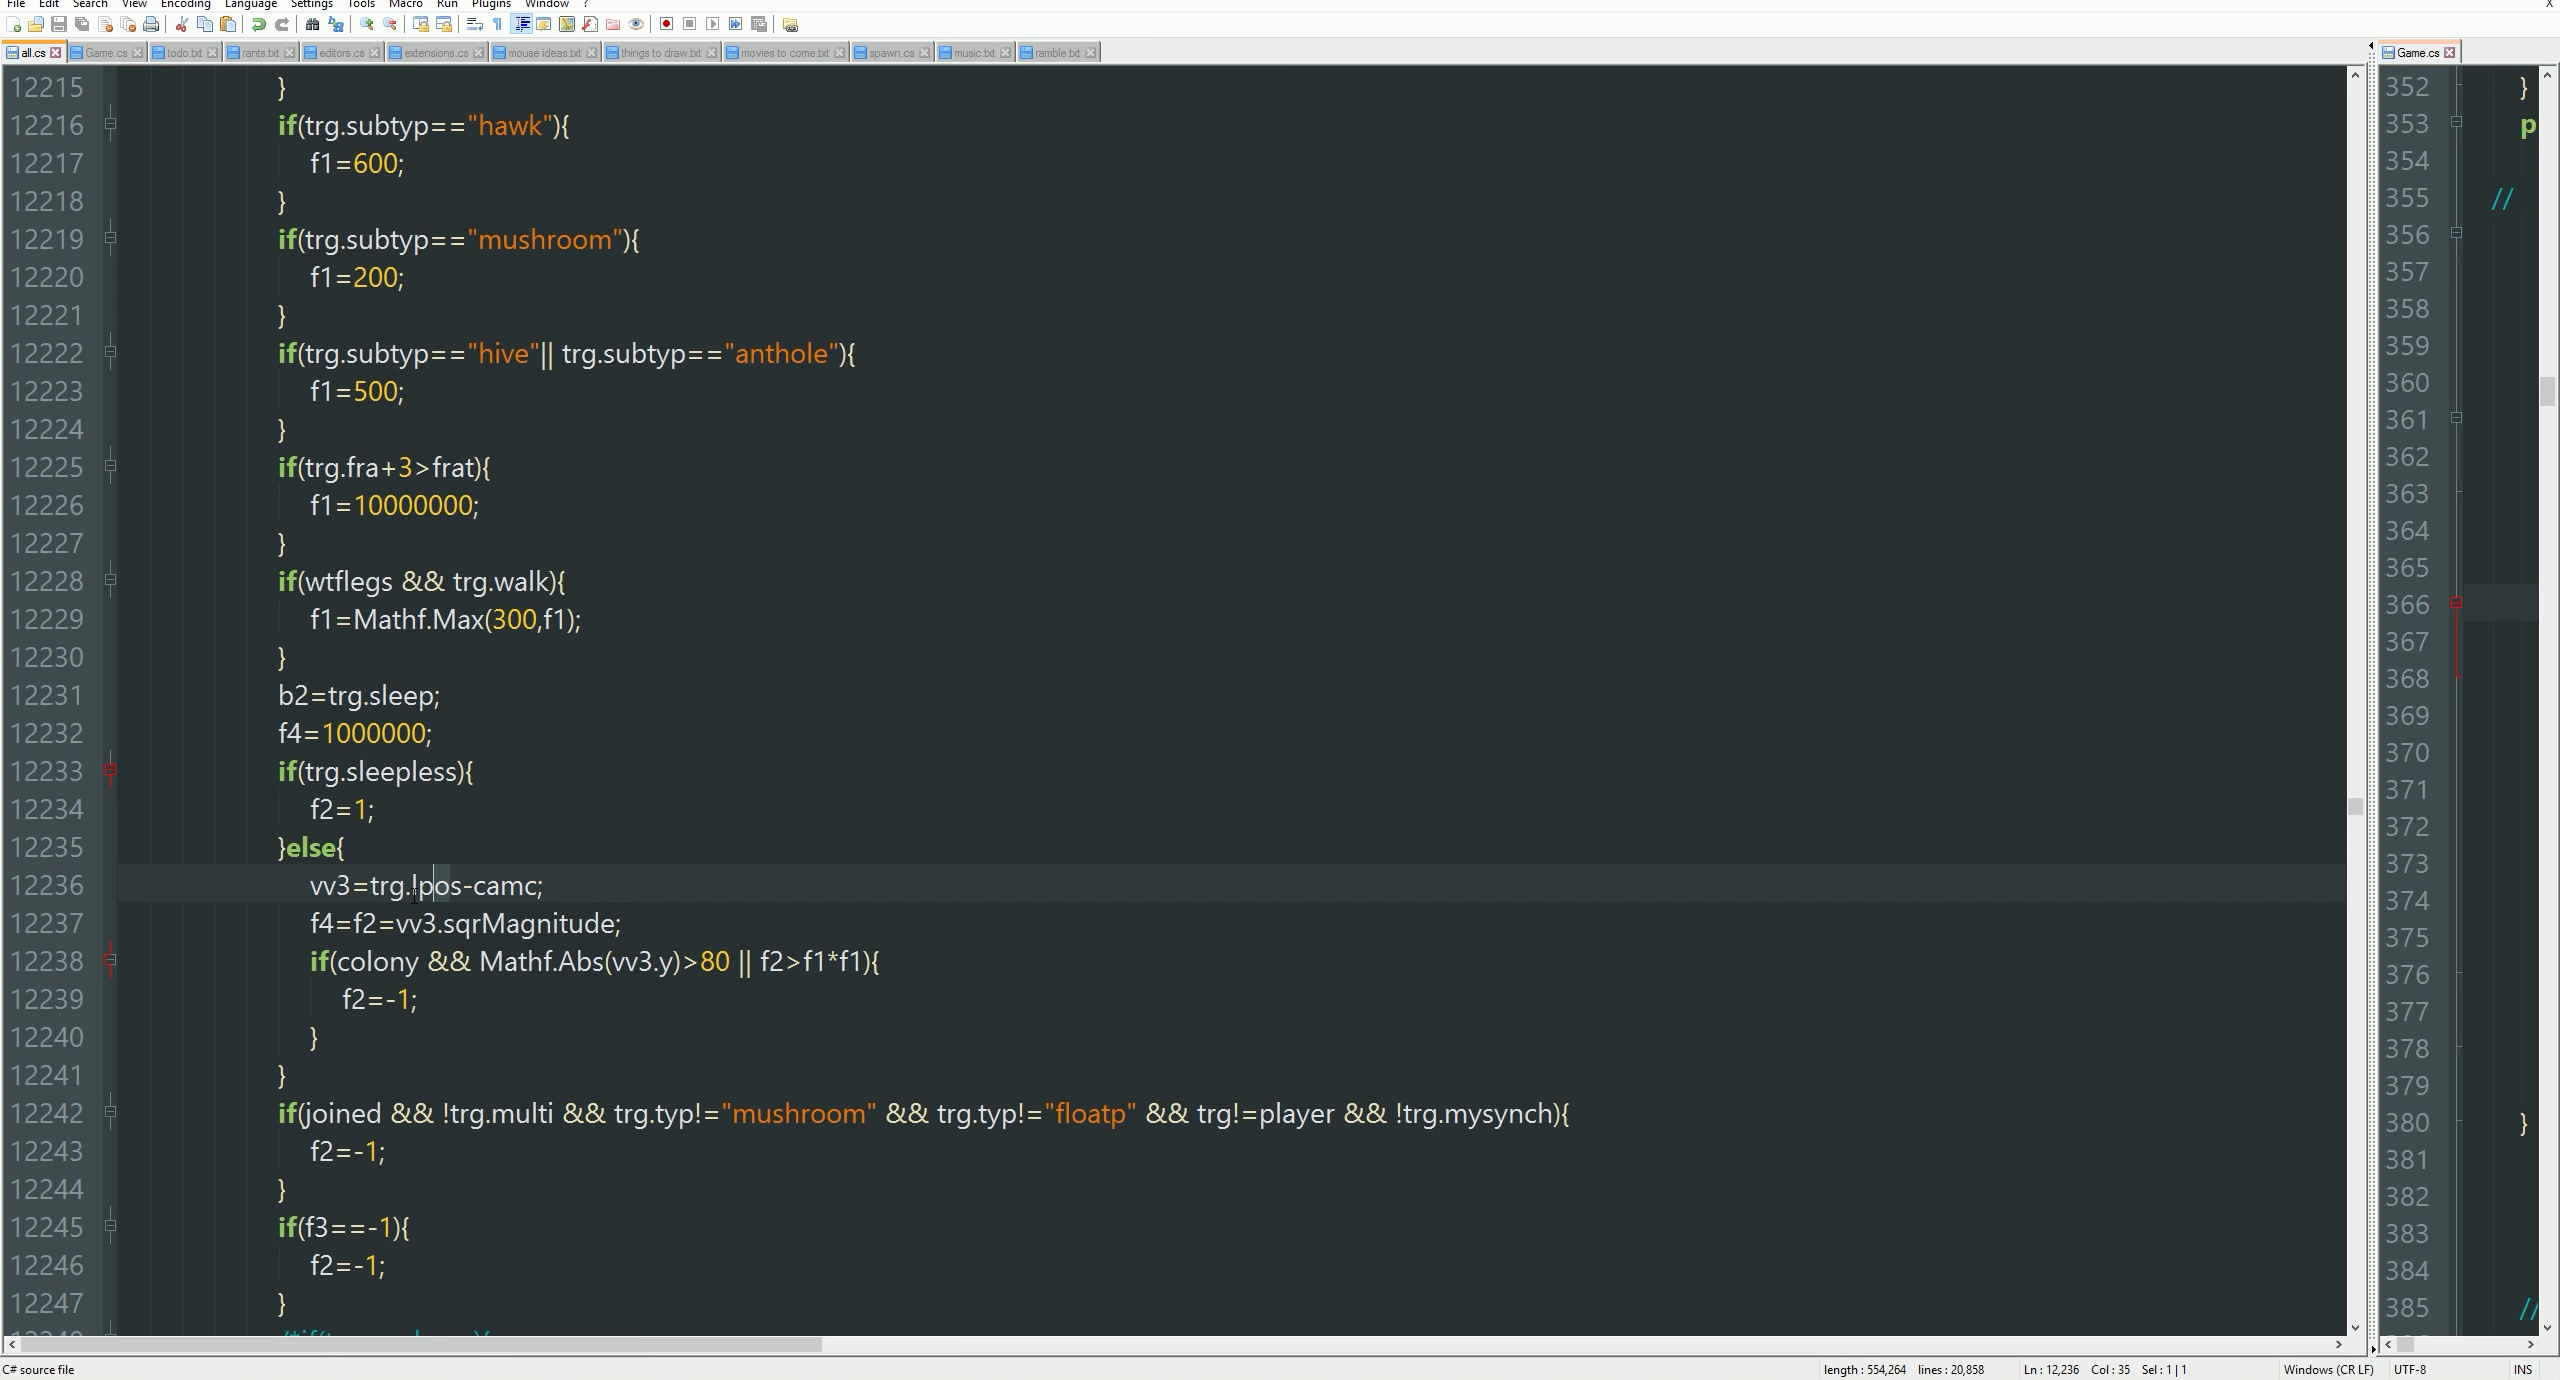 File Edit Search View Encoding Language Settings Tools Macro Run Plugins Window ? X
all.cs Game.cs todo.txt rants.txt editors.cs extensions.cs mouse ideas.txt things to draw.txt movies to come.txt spawn.cs music.txt ramble.txt
12215 }
12216 if(trg.subtyp=="hawk"){
12217 f1=600;
12218 }
12219 if(trg.subtyp=="mushroom"){
12220 f1=200;
12221 }
12222 if(trg.subtyp=="hive"|| trg.subtyp=="anthole"){
12223 f1=500;
12224 }
12225 if(trg.fra+3>frat){
12226 f1=10000000;
12227 }
12228 if(wtflegs && trg.walk){
12229 f1=Mathf.Max(300,f1);
12230 }
12231 b2=trg.sleep;
12232 f4=1000000;
12233 if(trg.sleepless){
12234 f2=1;
12235 }else{
12236 vv3=trg.lpos-camc;
12237 f4=f2=vv3.sqrMagnitude;
12238 if(colony && Mathf.Abs(vv3.y)>80 || f2>f1*f1){
12239 f2=-1;
12240 }
12241 }
12242 if(joined && !trg.multi && trg.typ!="mushroom" && trg.typ!="floatp" && trg!=player && !trg.mysynch){
12243 f2=-1;
12244 }
12245 if(f3==-1){
12246 f2=-1;
12247 }
Game.cs
352 }
353 p
354
355 //
356
357
358
359
360
361
362
363
364
365
366
367
368
369
370
371
372
373
374
375
376
377
378
379
380 }
381
382
383
384
385 //
C# source file length : 554,264 lines : 20,858 Ln : 12,236 Col : 35 Sel : 1 | 1 Windows (CR LF) UTF-8 INS